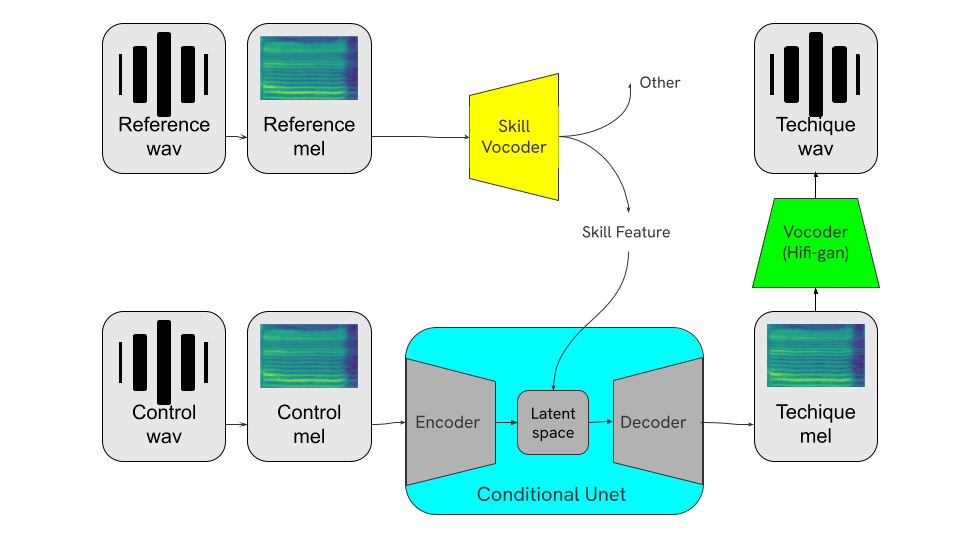 Reference
wav
Reference
mel
Skill
Vocoder
Other
Skill Feature
Techique
wav
Vocoder
(Hifi-gan)
Control
wav
Control
mel
Encoder
Latent
space
Decoder
Conditional Unet
Techique
mel